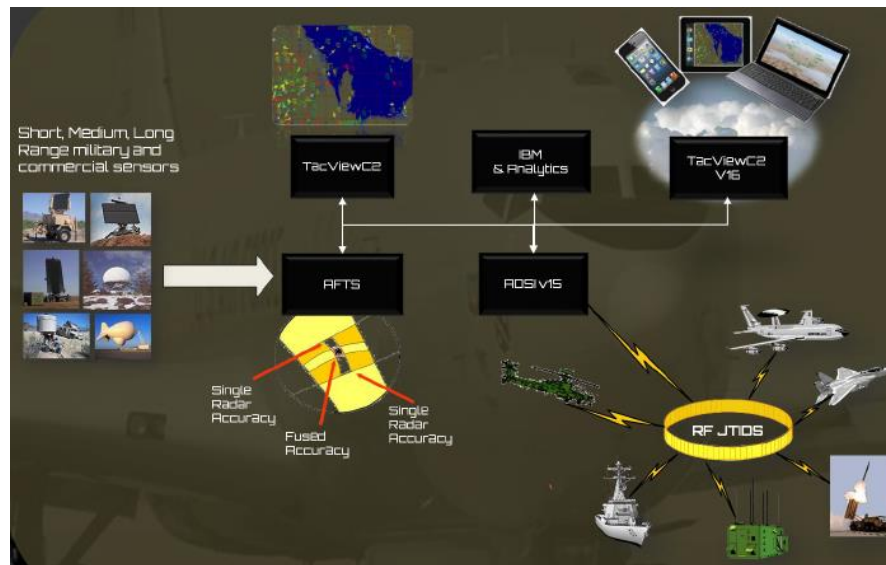 Short, Medium, Long
Range military and
commercial sensors
TacViewC2
IBM
& Analytics
TacViewC2
V16
AFTS
ADSI v15
Single
Radar
Accuracy
Fused
Accuracy
Single
Radar
Accuracy
RF JTIDS